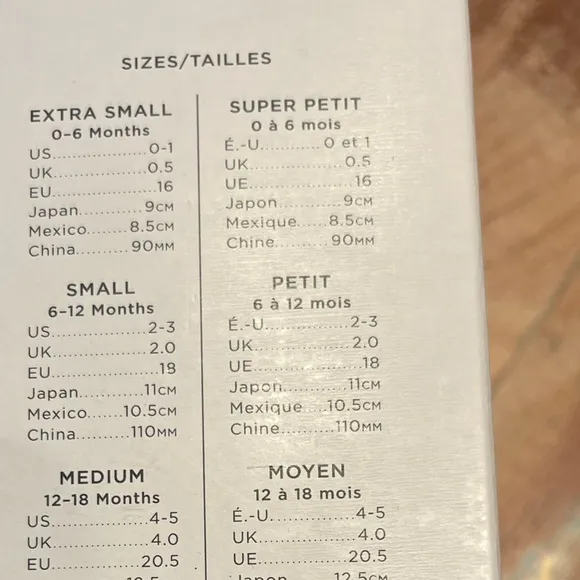 SIZES/TAILLES
EXTRA SMALL
0-6 Months
US...................0-1
UK...................0.5
EU.....................16
Japan............9CM
Mexico........8.5CM
China...........90MM
SMALL
6-12 Months
US...................2-3
UK...................2.0
EU......................18
Japan............11CM
Mexico.......10.5CM
China..........110MM
MEDIUM
12-18 Months
US...................4-5
UK...................4.0
EU.................20.5
SUPER PETIT
0 à 6 mois
É.-U............0 et 1
UK...................0.5
UE.....................16
Japon.............9CM
Mexique.......8.5CM
Chine...........90MM
PETIT
6 à 12 mois
É.-U.................2-3
UK...................2.0
UE......................18
Japon............11CM
Mexique....10.5CM
Chine...........110MM
MOYEN
12 à 18 mois
É.-U.................4-5
UK...................4.0
UE..................20.5
Japon..........12.5CM